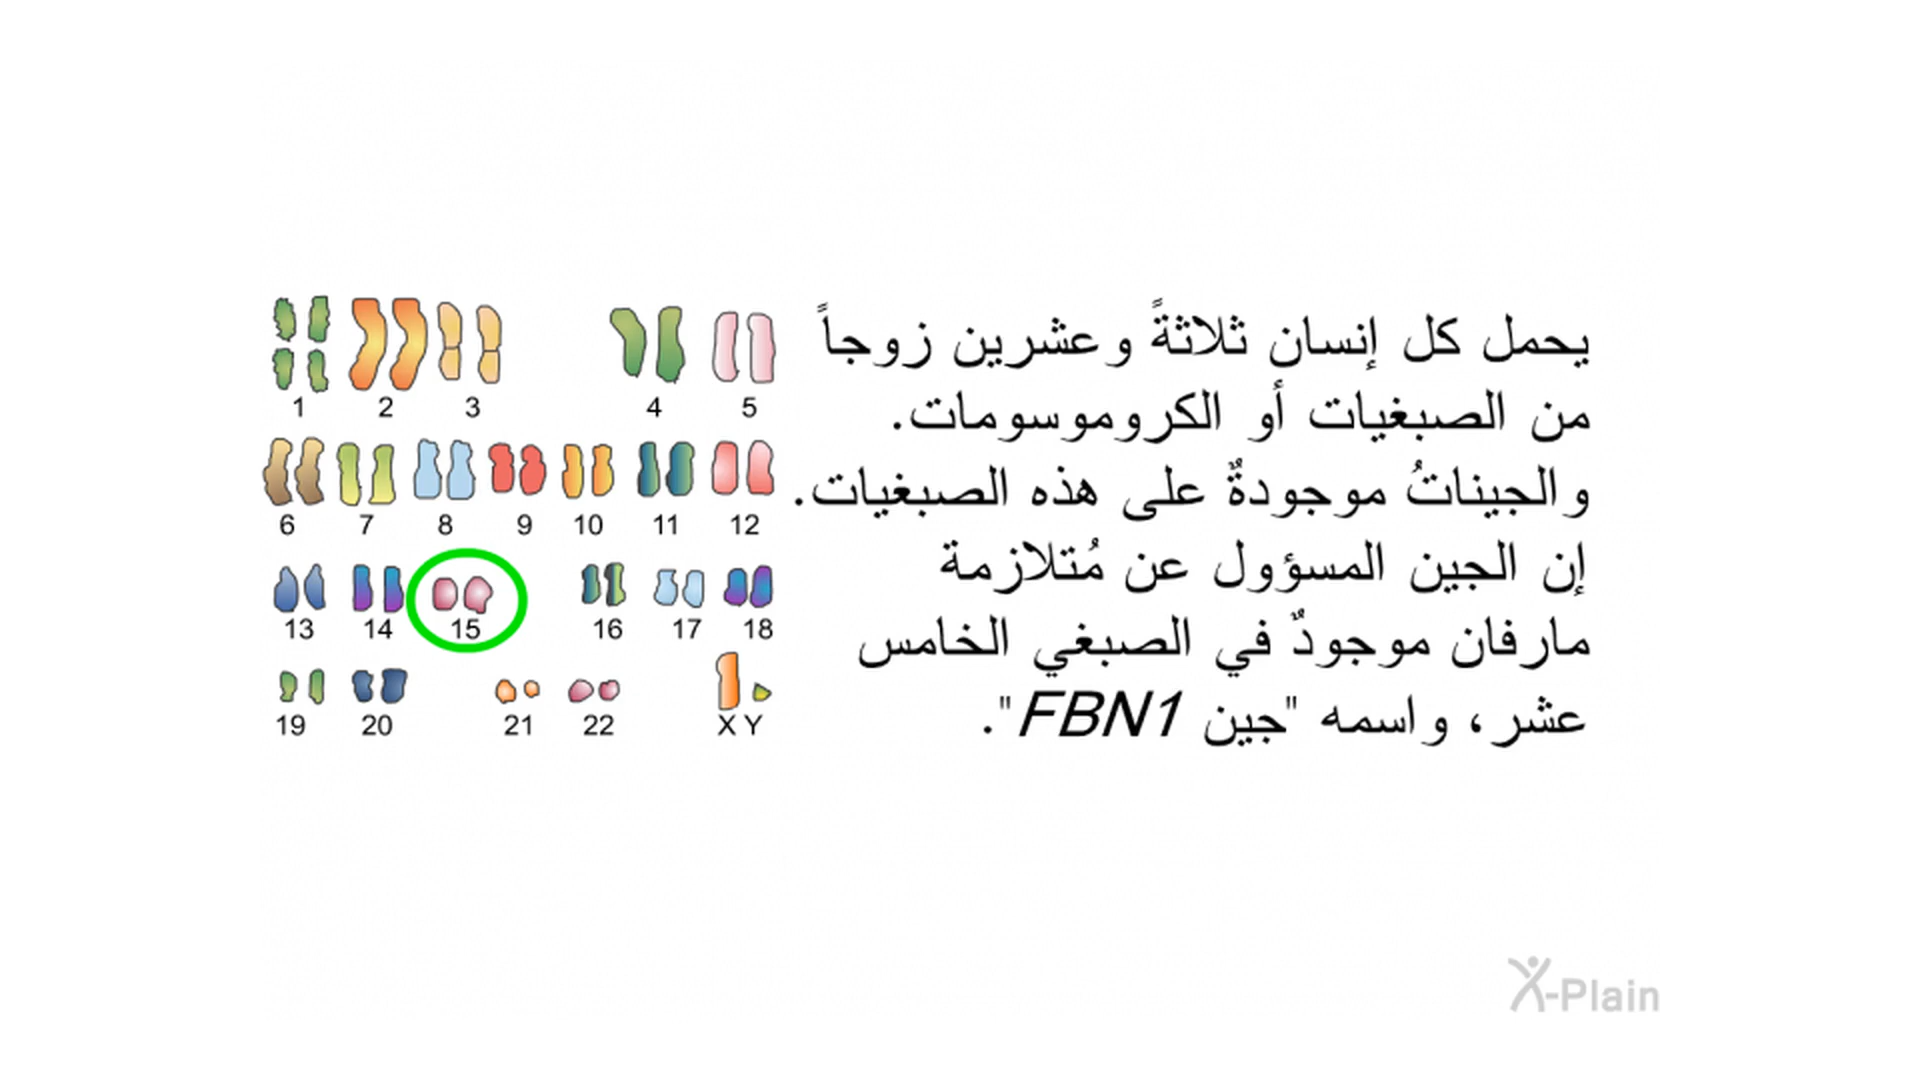 يحمل كل إنسان ثلاثةً وعشرين زوجاً
من الصبغيات أو الكروموسومات.
والجيناتُ موجودةٌ على هذه الصبغيات.
إن الجين المسؤول عن مُتلازمة
مارفان موجودٌ في الصبغي الخامس
عشر، واسمه "جين FBN1".
1 2 3 4 5
6 7 8 9 10 11 12
13 14 15 16 17 18
19 20 21 22 X Y
X-Plain